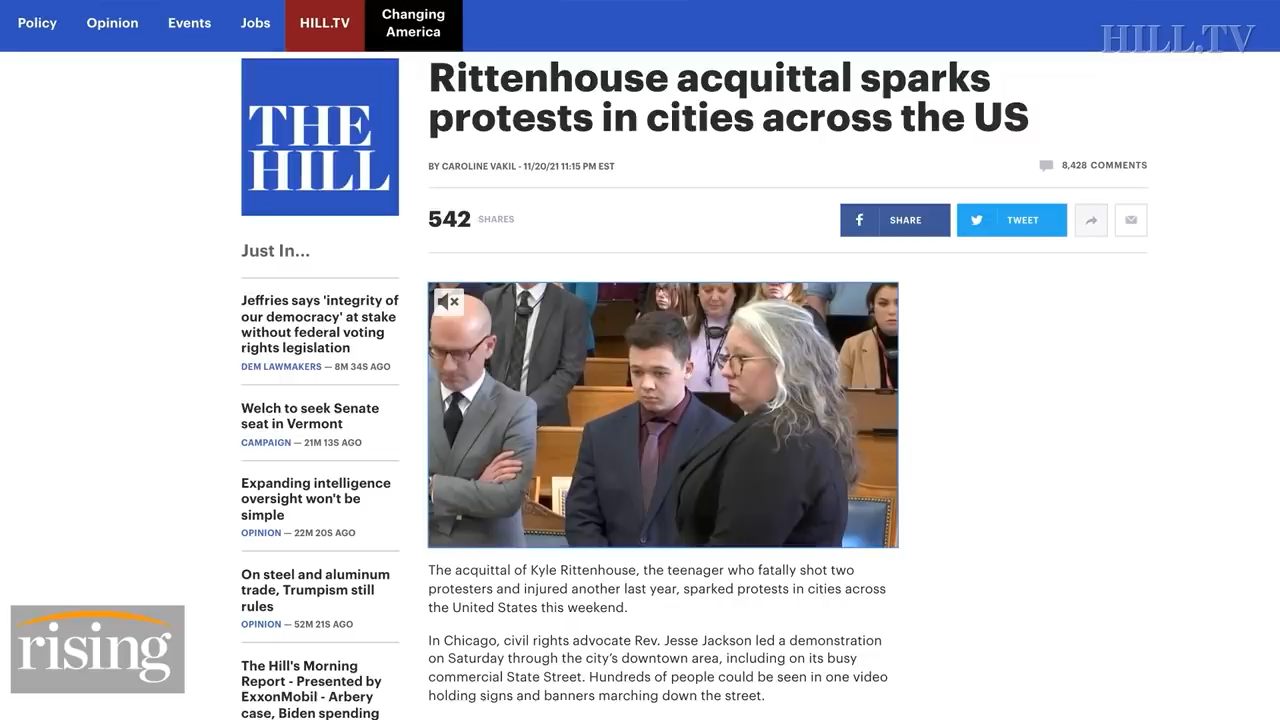 Policy
Opinion
Events
Jobs
HILL.TV
Changing
America
HILL.TV
THE
HILL
Rittenhouse acquittal sparks
protests in cities across the US
BY CAROLINE VAKIL - 11/20/21 11:15 PM EST
8,428 COMMENTS
542 SHARES
SHARE
TWEET
Just In...
Jeffries says 'integrity of
our democracy' at stake
without federal voting
rights legislation
DEM LAWMAKERS — 8M 34S AGO
Welch to seek Senate
seat in Vermont
CAMPAIGN — 21M 13S AGO
Expanding intelligence
oversight won't be
simple
OPINION — 22M 20S AGO
On steel and aluminum
trade, Trumpism still
rules
OPINION — 52M 21S AGO
The Hill's Morning
Report - Presented by
ExxonMobil - Arbery
case, Biden spending
The acquittal of Kyle Rittenhouse, the teenager who fatally shot two
protesters and injured another last year, sparked protests in cities across
the United States this weekend.
In Chicago, civil rights advocate Rev. Jesse Jackson led a demonstration
on Saturday through the city’s downtown area, including on its busy
commercial State Street. Hundreds of people could be seen in one video
holding signs and banners marching down the street.
rising